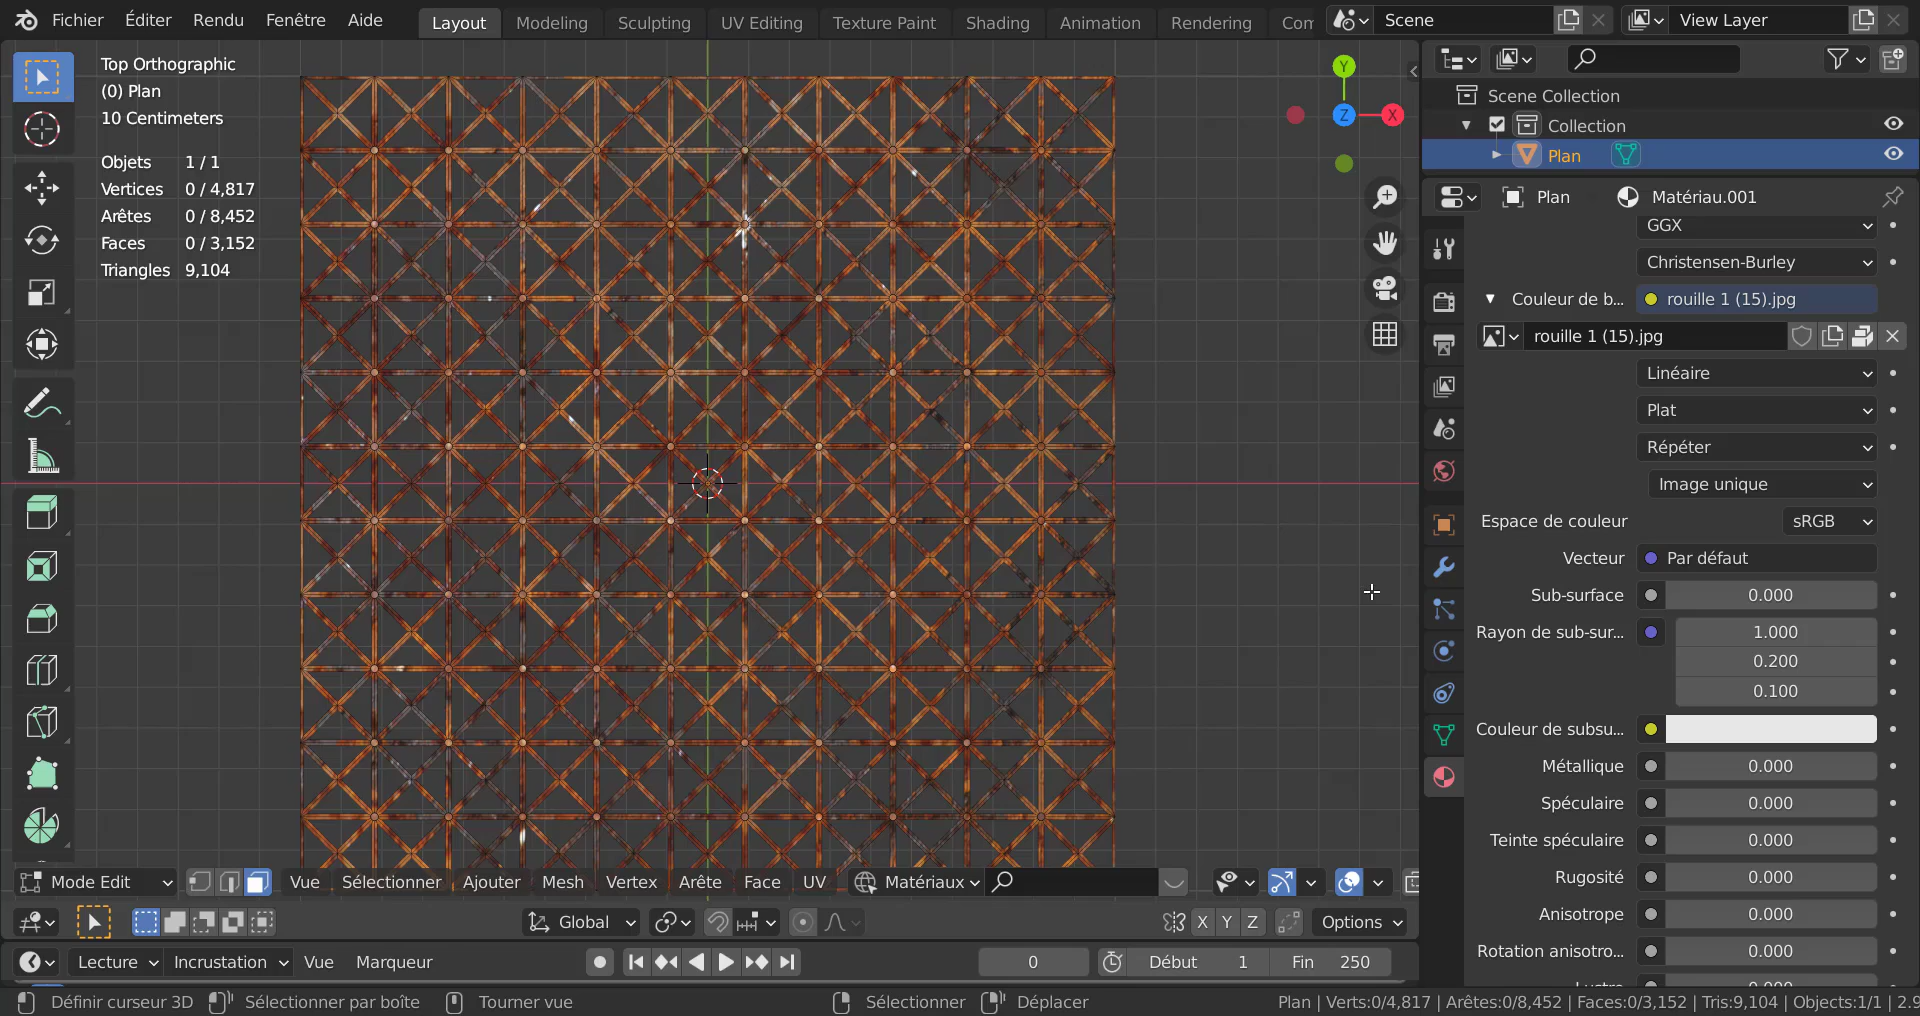 Fichier Éditer Rendu Fenêtre Aide Layout Modeling Sculpting UV Editing Texture Paint Shading Animation Rendering Com Scene View Layer
Top Orthographic
(0) Plan
10 Centimeters
Objets 1 / 1
Vertices 0 / 4,817
Arêtes 0 / 8,452
Faces 0 / 3,152
Triangles 9,104
Y
Z
X
Scene Collection
Collection
Plan
Plan Matériau.001
GGX
Christensen-Burley
Couleur de b... rouille 1 (15).jpg
rouille 1 (15).jpg
Linéaire
Plat
Répéter
Image unique
Espace de couleur sRGB
Vecteur Par défaut
Sub-surface 0.000
Rayon de sub-sur... 1.000
0.200
0.100
Couleur de subsu...
Métallique 0.000
Spéculaire 0.000
Teinte spéculaire 0.000
Rugosité 0.000
Anisotrope 0.000
Rotation anisotro... 0.000
Lustre 0.000
Mode Edit Vue Sélectionner Ajouter Mesh Vertex Arête Face UV Matériaux
Global X Y Z Options
Lecture Incrustation Vue Marqueur 0 Début 1 Fin 250
Définir curseur 3D Sélectionner par boîte Tourner vue Sélectionner Déplacer Plan | Verts:0/4,817 | Arêtes:0/8,452 | Faces:0/3,152 | Tris:9,104 | Objects:1/1 | 2.9